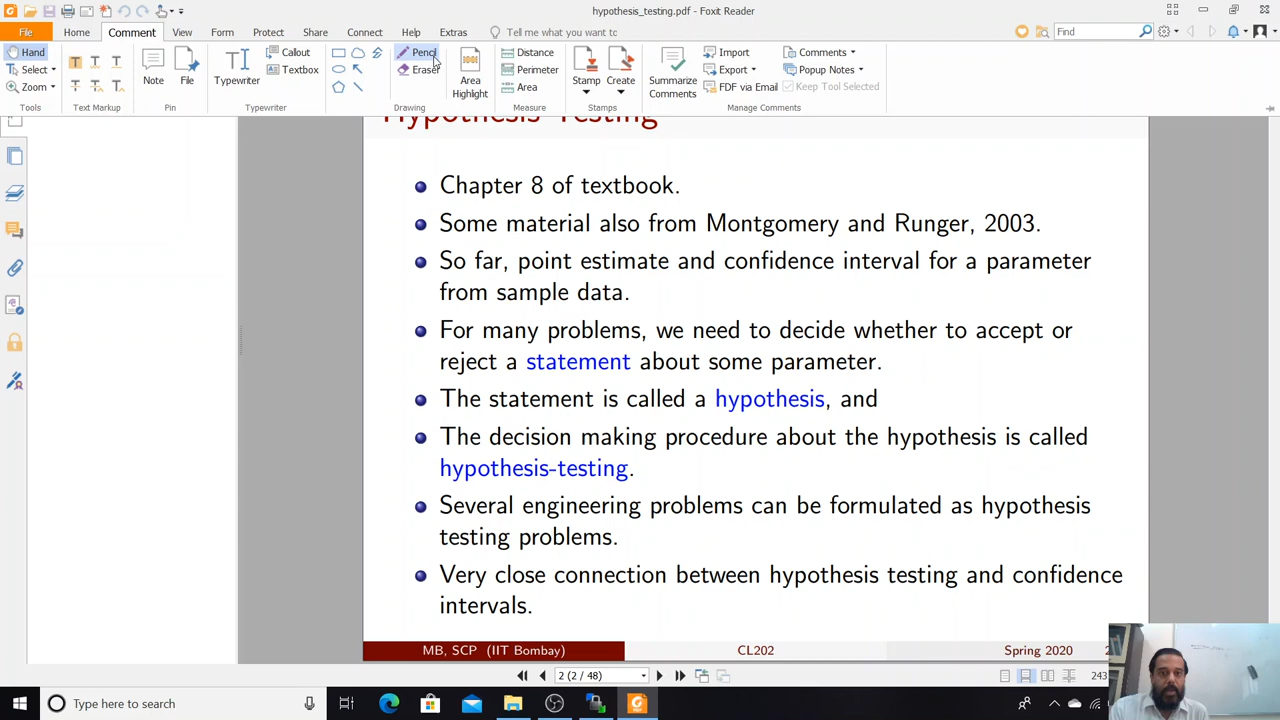 hypothesis_testing.pdf - Foxit Reader
File Home Comment View Form Protect Share Connect Help Extras Tell me what you want to Find
Hand Select Zoom Tools
T T T T T T Text Markup
Note File Pin
Typewriter Callout Textbox Typewriter
Pencil Eraser Drawing
Area Highlight
Distance Perimeter Area Measure
Stamp Create Stamps
Summarize Comments Import Export FDF via Email Comments Popup Notes Keep Tool Selected Manage Comments
Hypothesis Testing
Chapter 8 of textbook.
Some material also from Montgomery and Runger, 2003.
So far, point estimate and confidence interval for a parameter
from sample data.
For many problems, we need to decide whether to accept or
reject a statement about some parameter.
The statement is called a hypothesis, and
The decision making procedure about the hypothesis is called
hypothesis-testing.
Several engineering problems can be formulated as hypothesis
testing problems.
Very close connection between hypothesis testing and confidence
intervals.
MB, SCP (IIT Bombay) CL202 Spring 2020 2
2 (2 / 48) 243
Type here to search